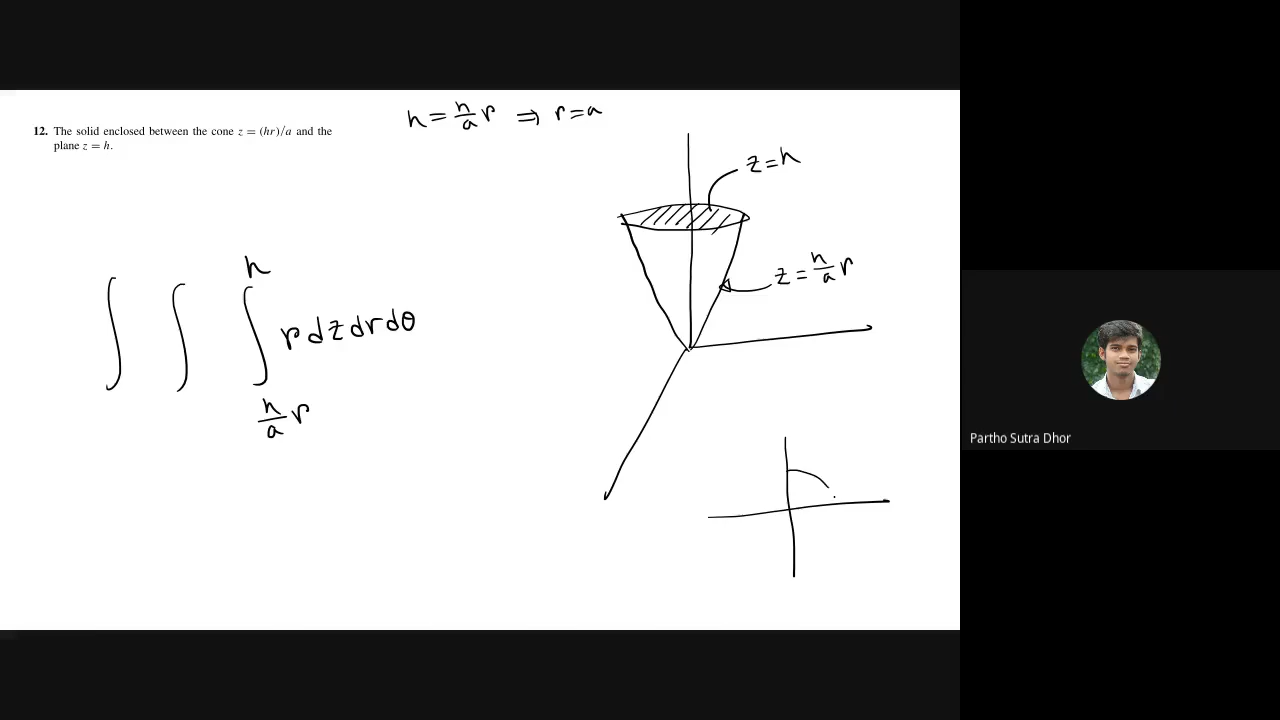 12. The solid enclosed between the cone z = (hr)/a and the
plane z = h.
h = h/a r ⇒ r = a
z = h
z = h/a r
∫ ∫ ∫ r dz dr dθ
h
h/a r
Partho Sutra Dhor